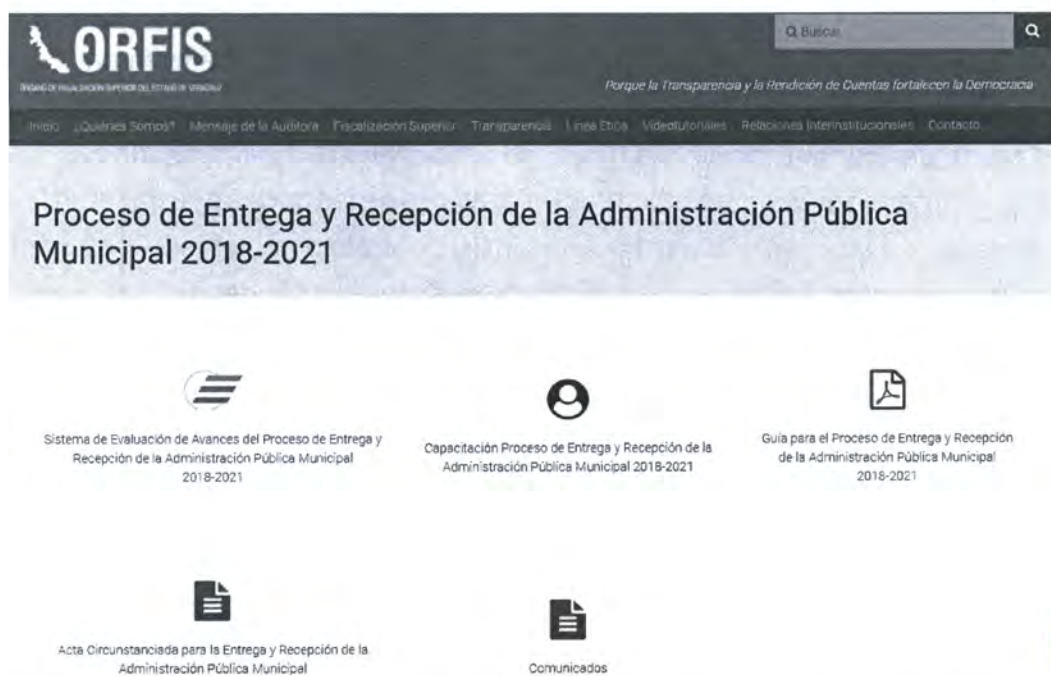 ORFIS
ÓRGANO DE FISCALIZACIÓN SUPERIOR DEL ESTADO DE VERACRUZ
Buscar
Porque la Transparencia y la Rendición de Cuentas fortalecen la Democracia
Inicio ¿Quiénes Somos? Mensaje de la Auditora Fiscalización Superior Transparencia Línea Ética Videotutoriales Relaciones Interinstitucionales Contacto
Proceso de Entrega y Recepción de la Administración Pública
Municipal 2018-2021
Sistema de Evaluación de Avances del Proceso de Entrega y
Recepción de la Administración Pública Municipal
2018-2021
Capacitación Proceso de Entrega y Recepción de la
Administración Pública Municipal 2018-2021
Guía para el Proceso de Entrega y Recepción
de la Administración Pública Municipal
2018-2021
Acta Circunstanciada para la Entrega y Recepción de la
Administración Pública Municipal
Comunicados